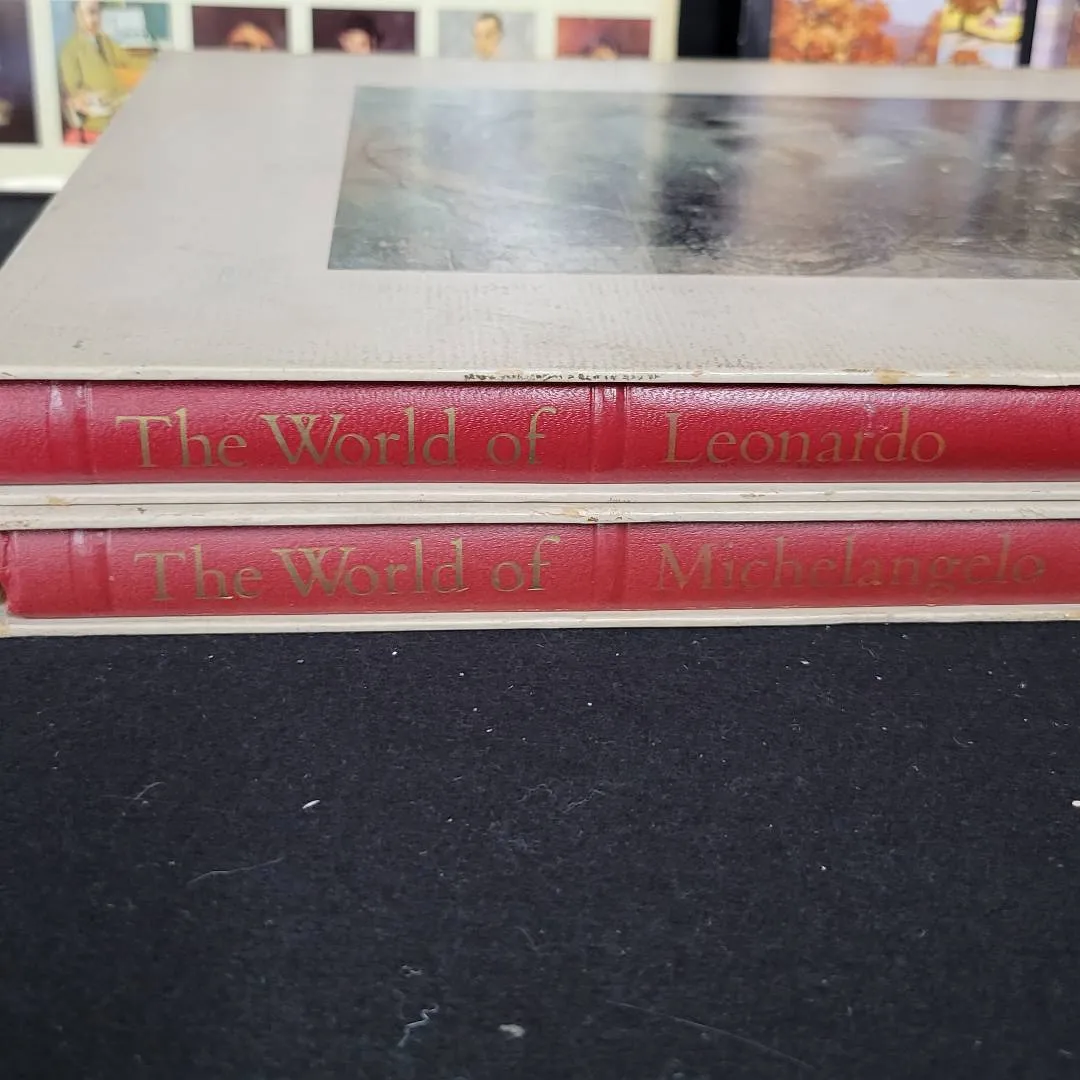 The World of Leonardo
The World of Michelangelo